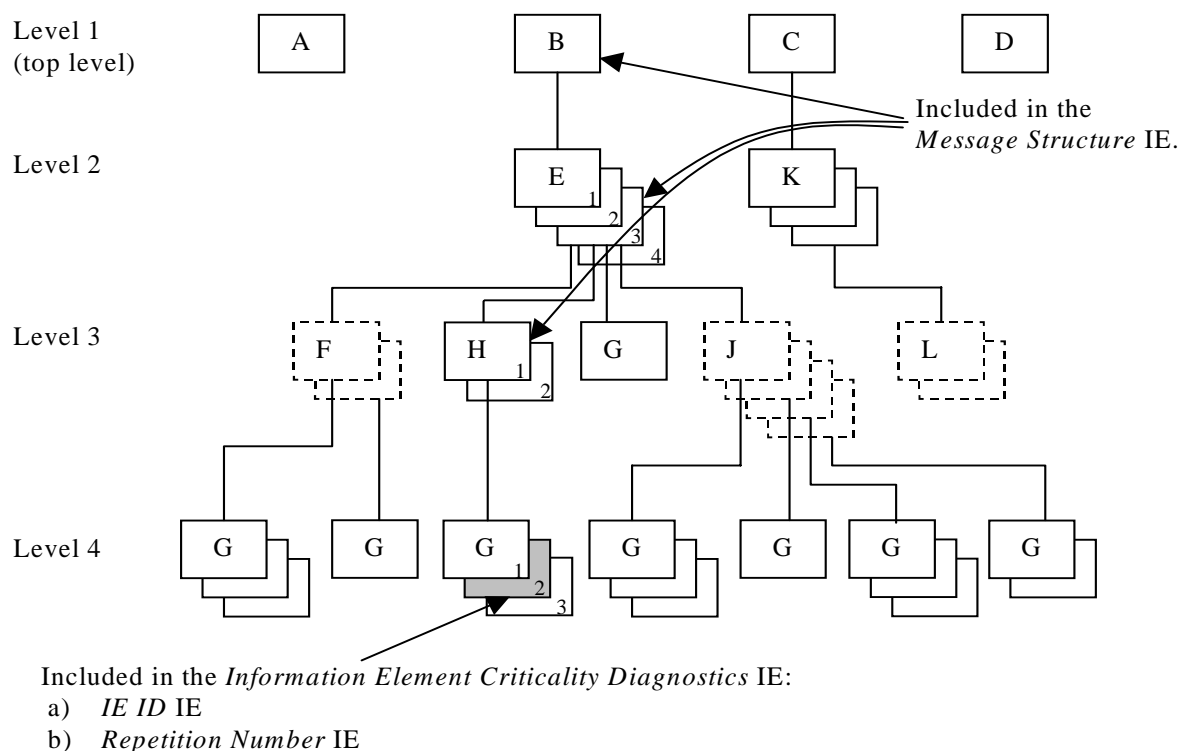 Level 1
(top level)
A
B
C
D
Included in the
Message Structure IE.
Level 2
E
1
2
3
4
K
Level 3
F
H
1
2
G
J
L
Level 4
G
G
G
1
2
3
G
G
G
G
Included in the Information Element Criticality Diagnostics IE:
a) IE ID IE
b) Repetition Number IE